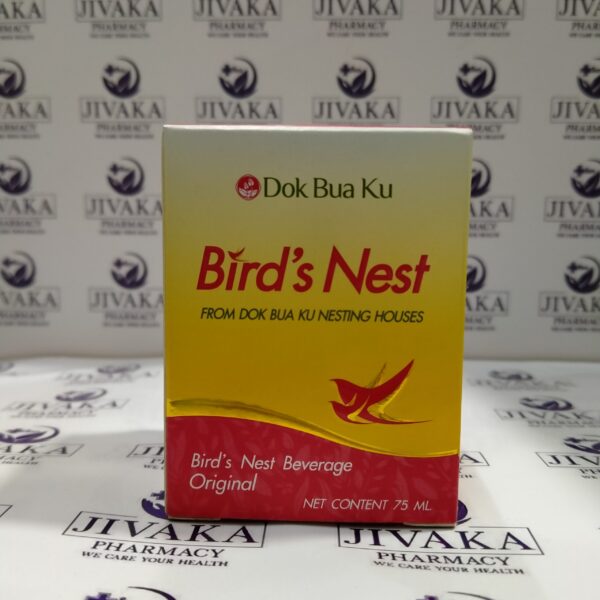 Dok Bua Ku
Bird's Nest
FROM DOK BUA KU NESTING HOUSES
Bird's Nest Beverage
Original
NET CONTENT 75 ML.
JIVAKA
PHARMACY
WE CARE YOUR HEALTH